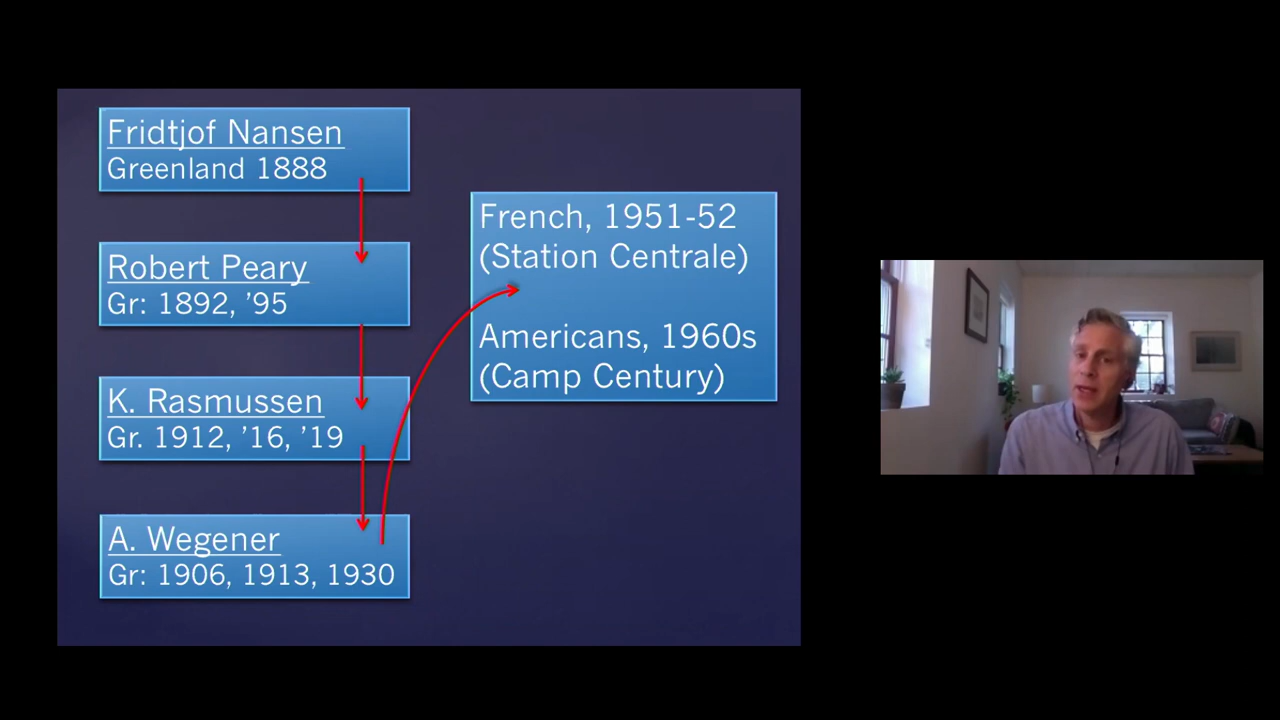 Fridtjof Nansen
Greenland 1888
Robert Peary
Gr: 1892, ’95
K. Rasmussen
Gr. 1912, ’16, ’19
A. Wegener
Gr: 1906, 1913, 1930
French, 1951-52
(Station Centrale)
Americans, 1960s
(Camp Century)